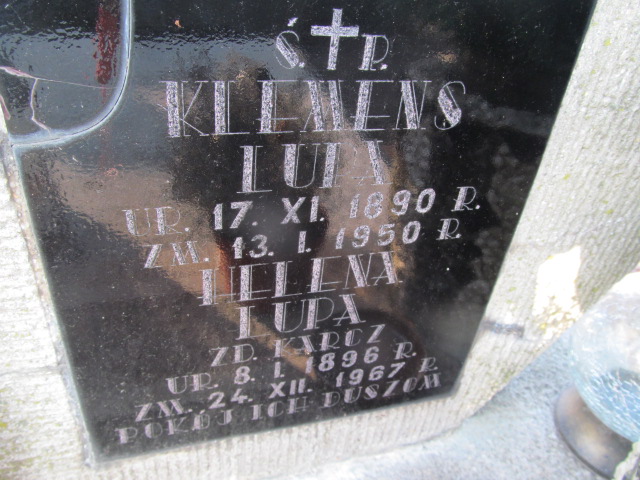 Ś. P.
KLEMENS
LUPA
UR. 17. XI. 1890 R.
ZM. 13. I. 1950 R.
HELENA
LUPA
ZD. KARCZ
UR. 8. I. 1896 R.
ZM. 24. XII. 1967 R.
POKÓJ ICH DUSZOM